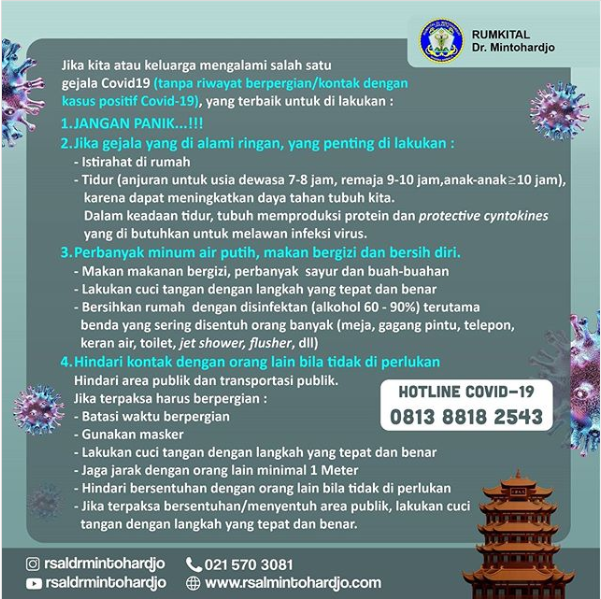 RUMKITAL
Dr. Mintohardjo
Jika kita atau keluarga mengalami salah satu
gejala Covid19 (tanpa riwayat berpergian/kontak dengan
kasus positif Covid-19), yang terbaik untuk di lakukan :
1.JANGAN PANIK...!!!
2.Jika gejala yang di alami ringan, yang penting di lakukan :
- Istirahat di rumah
- Tidur (anjuran untuk usia dewasa 7-8 jam, remaja 9-10 jam,anak-anak≥10 jam),
karena dapat meningkatkan daya tahan tubuh kita.
Dalam keadaan tidur, tubuh memproduksi protein dan protective cyntokines
yang di butuhkan untuk melawan infeksi virus.
3.Perbanyak minum air putih, makan bergizi dan bersih diri.
- Makan makanan bergizi, perbanyak sayur dan buah-buahan
- Lakukan cuci tangan dengan langkah yang tepat dan benar
- Bersihkan rumah dengan disinfektan (alkohol 60 - 90%) terutama
benda yang sering disentuh orang banyak (meja, gagang pintu, telepon,
keran air, toilet, jet shower, flusher, dll)
4.Hindari kontak dengan orang lain bila tidak di perlukan
Hindari area publik dan transportasi publik.
Jika terpaksa harus berpergian :
- Batasi waktu berpergian
- Gunakan masker
- Lakukan cuci tangan dengan langkah yang tepat dan benar
- Jaga jarak dengan orang lain minimal 1 Meter
- Hindari bersentuhan dengan orang lain bila tidak di perlukan
- Jika terpaksa bersentuhan/menyentuh area publik, lakukan cuci
tangan dengan langkah yang tepat dan benar.
HOTLINE COVID-19
0813 8818 2543
rsaldrmintohardjo
021 570 3081
rsaldrmintohardjo
www.rsalmintohardjo.com